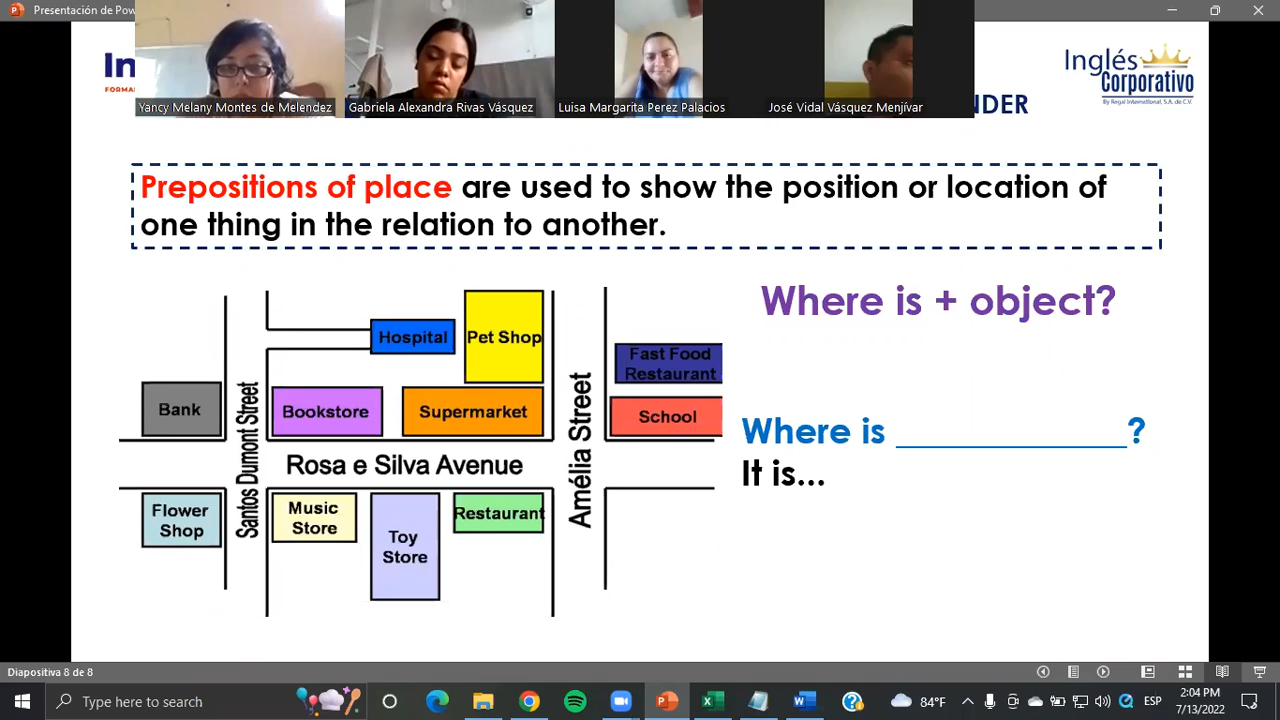 Presentación de Pow
Yancy Melany Montes de Melendez
Gabriela Alexandra Rivas Vásquez
Luisa Margarita Perez Palacios
José Vidal Vásquez Menjívar
In
FORMA
NDER
Inglés
Corporativo
By Regal International, S.A. de C.V.
Prepositions of place are used to show the position or location of
one thing in the relation to another.
Where is + object?
Where is ____________?
It is...
Hospital
Pet Shop
Fast Food
Restaurant
Bank
Bookstore
Supermarket
School
Santos Dumont Street
Rosa e Silva Avenue
Amélia Street
Flower
Shop
Music
Store
Toy
Store
Restaurant
Diapositiva 8 de 8
Type here to search
84°F
ESP
2:04 PM
7/13/2022